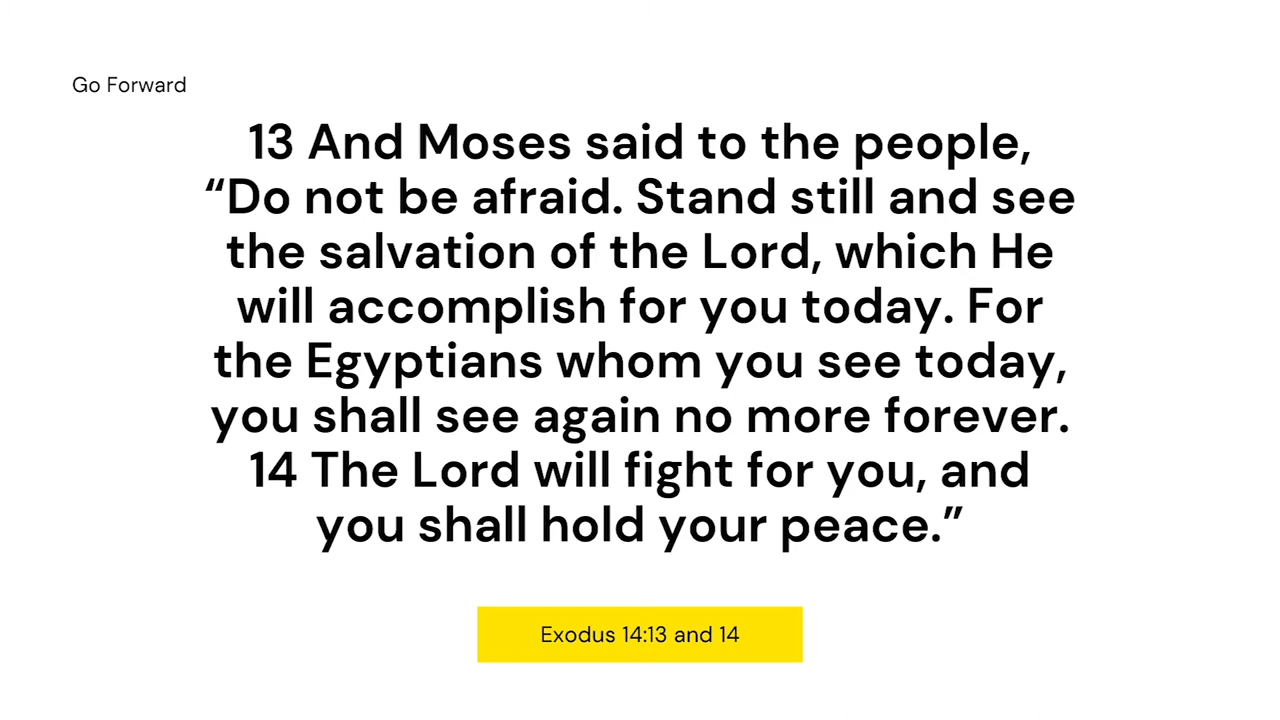 Go Forward
13 And Moses said to the people,
“Do not be afraid. Stand still and see
the salvation of the Lord, which He
will accomplish for you today. For
the Egyptians whom you see today,
you shall see again no more forever.
14 The Lord will fight for you, and
you shall hold your peace.”
Exodus 14:13 and 14